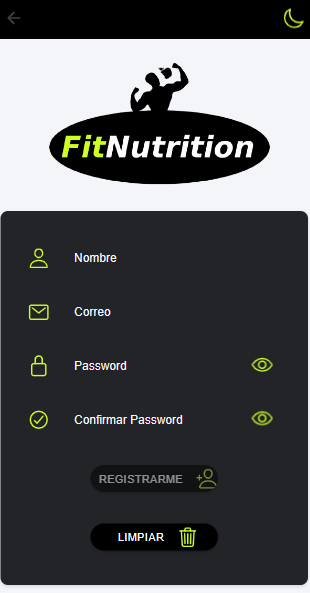 FitNutrition
Nombre
Correo
Password
Confirmar Password
REGISTRARME
LIMPIAR